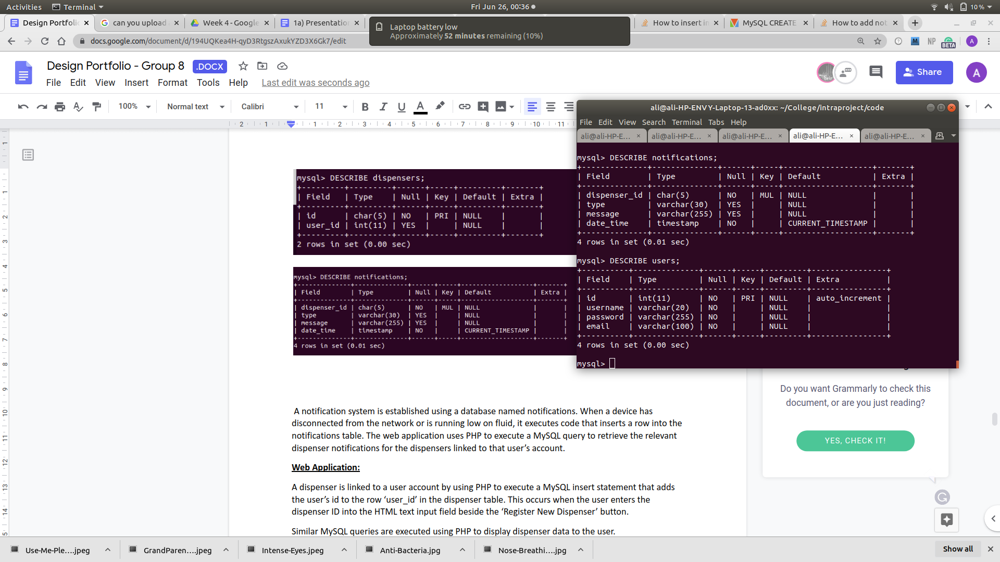 Activities Terminal Fri Jun 26, 00:36 10 %
Design Portfolio can you upload Week 4 - Google 1a) Presentation How to insert in MySQL CREATE How to add not
Laptop battery low
Approximately 52 minutes remaining (10%)
docs.google.com/document/d/194UQKea4H-qyD3RtgszAxukYZD3X6Gk7/edit M NP BETA A
Design Portfolio - Group 8 .DOCX
Share A
File Edit View Insert Format Tools Help Last edit was seconds ago
100% Normal text Calibri 11 B I U A
ali@ali-HP-ENVY-Laptop-13-ad0xx: ~/College/intraproject/code
File Edit View Search Terminal Tabs Help
ali@ali-HP-E... ali@ali-HP-E... ali@ali-HP-E... ali@ali-HP-E... ali@ali-HP-E...
2 1 1 2 3 4 5 6 7 8 9 10 11
mysql> DESCRIBE notifications;
+--------------+--------------+------+-----+-------------------+-------+
| Field | Type | Null | Key | Default | Extra |
+--------------+--------------+------+-----+-------------------+-------+
| dispenser_id | char(5) | NO | MUL | NULL | |
| type | varchar(30) | YES | | NULL | |
| message | varchar(255) | YES | | NULL | |
| date_time | timestamp | NO | | CURRENT_TIMESTAMP | |
+--------------+--------------+------+-----+-------------------+-------+
4 rows in set (0.01 sec)
mysql> DESCRIBE users;
+----------+--------------+------+-----+---------+----------------+
| Field | Type | Null | Key | Default | Extra |
+----------+--------------+------+-----+---------+----------------+
| id | int(11) | NO | PRI | NULL | auto_increment |
| username | varchar(20) | NO | | NULL | |
| password | varchar(255) | NO | | NULL | |
| email | varchar(100) | NO | | NULL | |
+----------+--------------+------+-----+---------+----------------+
4 rows in set (0.00 sec)
mysql>
mysql> DESCRIBE dispensers;
+---------+---------+------+-----+---------+-------+
| Field | Type | Null | Key | Default | Extra |
+---------+---------+------+-----+---------+-------+
| id | char(5) | NO | PRI | NULL | |
| user_id | int(11) | YES | | NULL | |
+---------+---------+------+-----+---------+-------+
2 rows in set (0.00 sec)
mysql> DESCRIBE notifications;
+--------------+--------------+------+-----+-------------------+-------+
| Field | Type | Null | Key | Default | Extra |
+--------------+--------------+------+-----+-------------------+-------+
| dispenser_id | char(5) | NO | MUL | NULL | |
| type | varchar(30) | YES | | NULL | |
| message | varchar(255) | YES | | NULL | |
| date_time | timestamp | NO | | CURRENT_TIMESTAMP | |
+--------------+--------------+------+-----+-------------------+-------+
4 rows in set (0.01 sec)
A notification system is established using a database named notifications. When a device has
disconnected from the network or is running low on fluid, it executes code that inserts a row into the
notifications table. The web application uses PHP to execute a MySQL query to retrieve the relevant
dispenser notifications for the dispensers linked to that user’s account.
Web Application:
A dispenser is linked to a user account by using PHP to execute a MySQL insert statement that adds
the user’s id to the row ‘user_id’ in the dispenser table. This occurs when the user enters the
dispenser ID into the HTML text input field beside the ‘Register New Dispenser’ button.
Similar MySQL queries are executed using PHP to display dispenser data to the user.
Do you want Grammarly to check this
document, or are you just reading?
YES, CHECK IT!
1
1
2
3
4
5
6
7
8
9
10
11
12
13
14
Use-Me-Ple....jpeg GrandParen....jpeg Intense-Eyes.jpeg Anti-Bacteria.jpg Nose-Breathi....jpg Show all